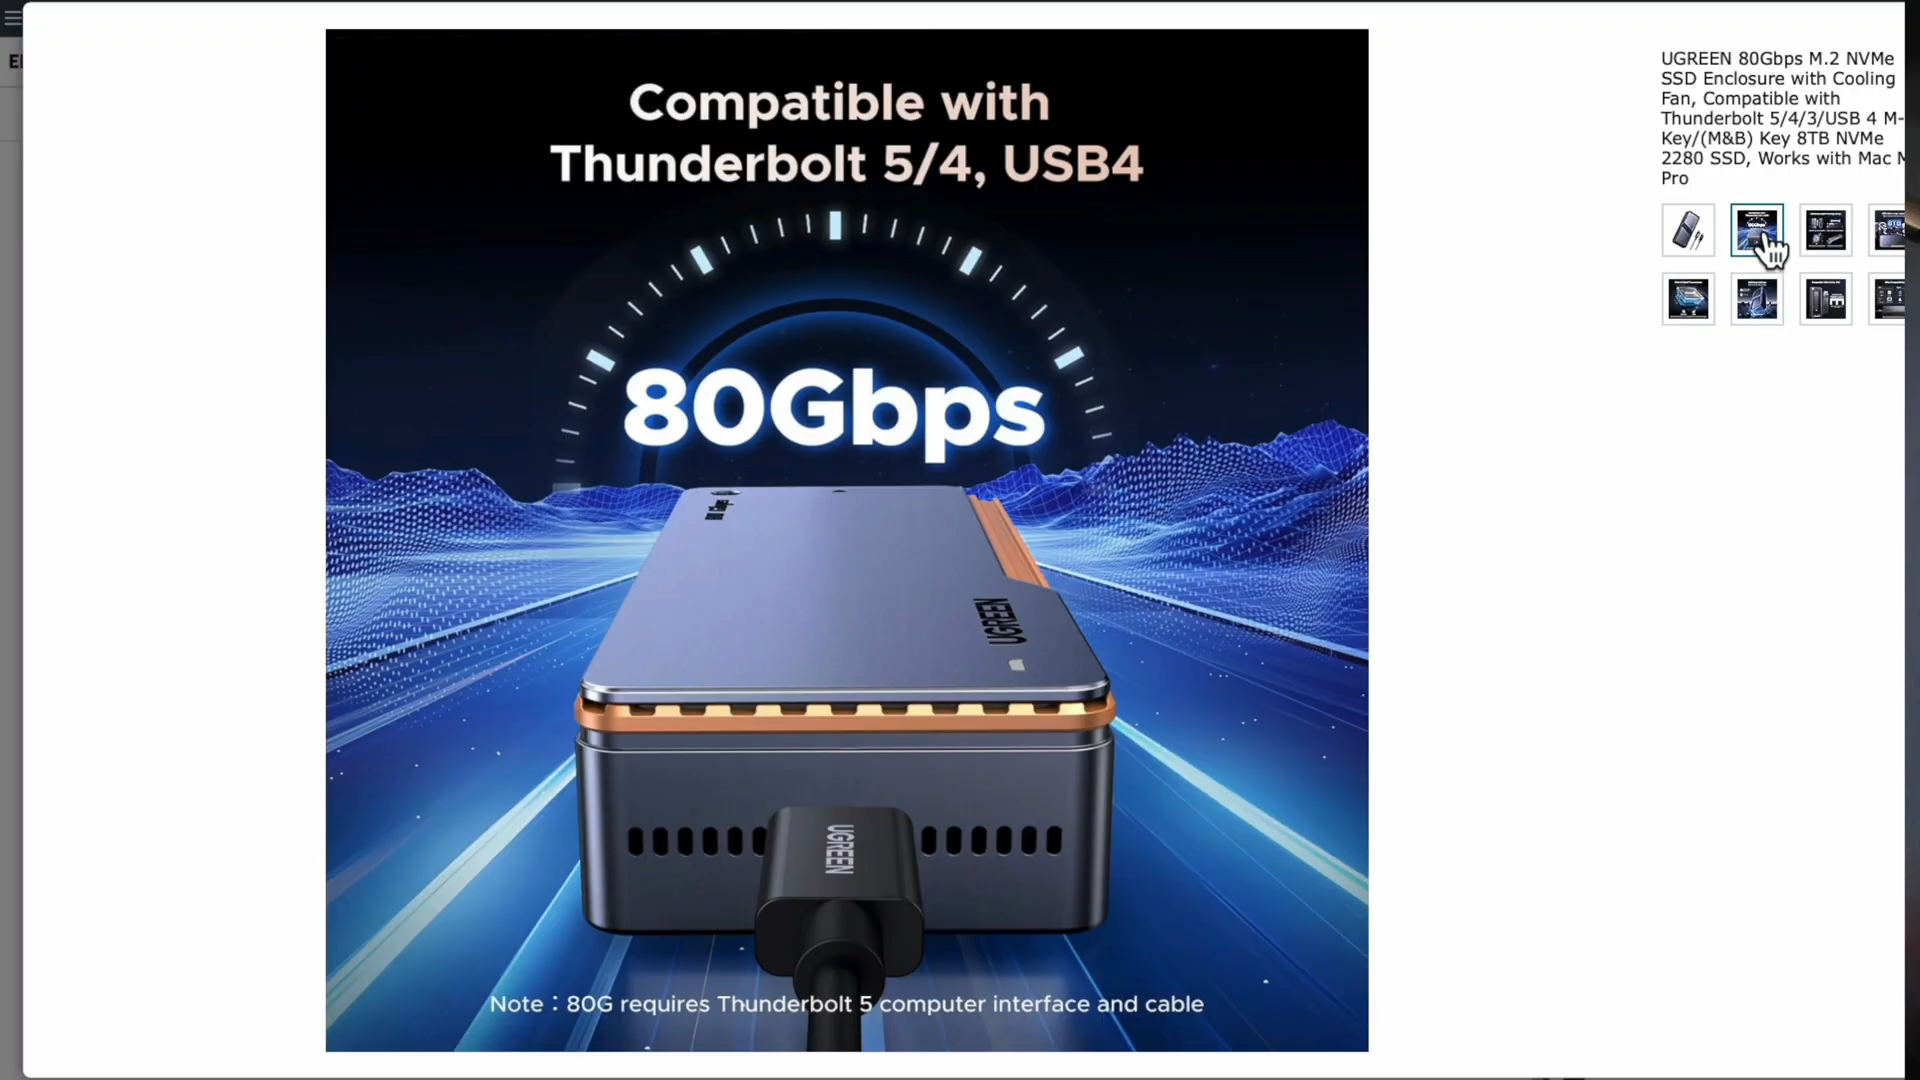 Compatible with
Thunderbolt 5/4, USB4
80Gbps
UGREEN
UGREEN
Note：80G requires Thunderbolt 5 computer interface and cable
UGREEN 80Gbps M.2 NVMe
SSD Enclosure with Cooling
Fan, Compatible with
Thunderbolt 5/4/3/USB 4 M-
Key/(M&B) Key 8TB NVMe
2280 SSD, Works with Mac
Pro